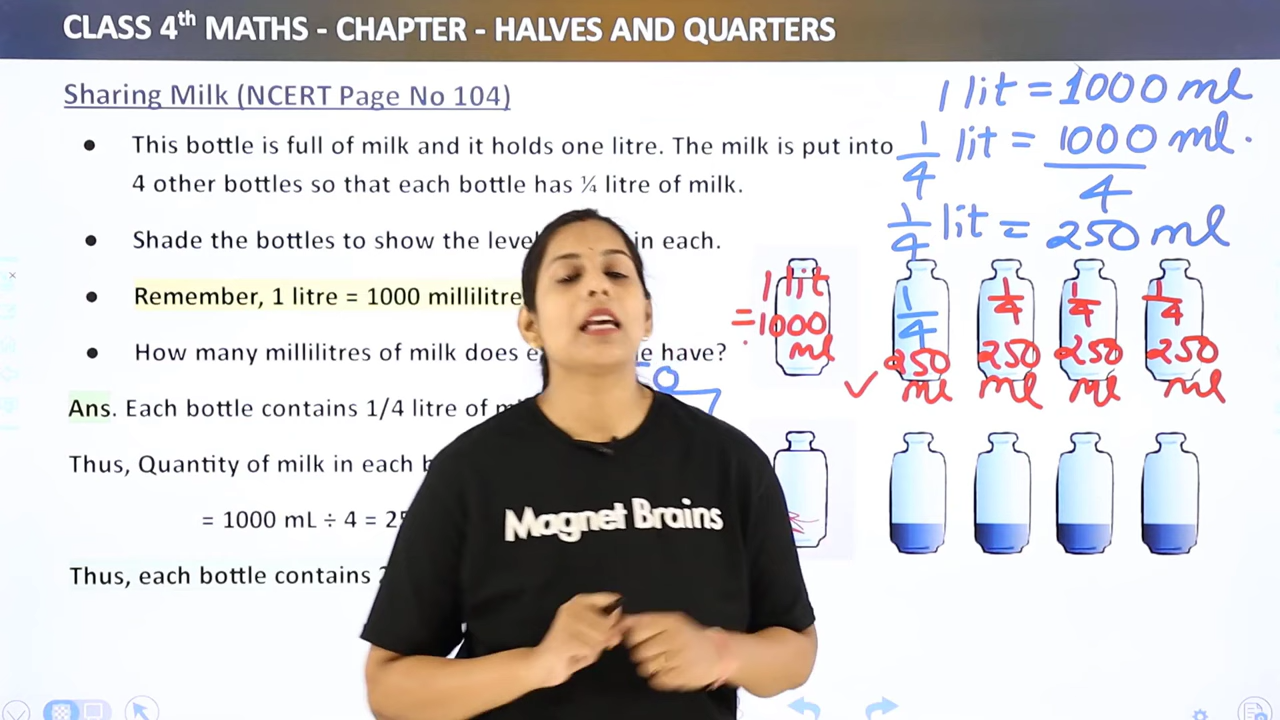 CLASS 4th MATHS - CHAPTER - HALVES AND QUARTERS
Sharing Milk (NCERT Page No 104)
1 lit = 1000 ml
• This bottle is full of milk and it holds one litre. The milk is put into
4 other bottles so that each bottle has ¼ litre of milk.
1/4 lit = 1000/4 ml.
1/4 lit = 250 ml
• Shade the bottles to show the level in each.
• Remember, 1 litre = 1000 millilitre
• How many millilitres of milk does have?
1 lit
= 1000
ml
1/4
250
ml
1/4
250
ml
1/4
250
ml
1/4
250
ml
Ans. Each bottle contains 1/4 litre of
Thus, Quantity of milk in each
= 1000 mL ÷ 4 =
Thus, each bottle contains
Magnet Brains